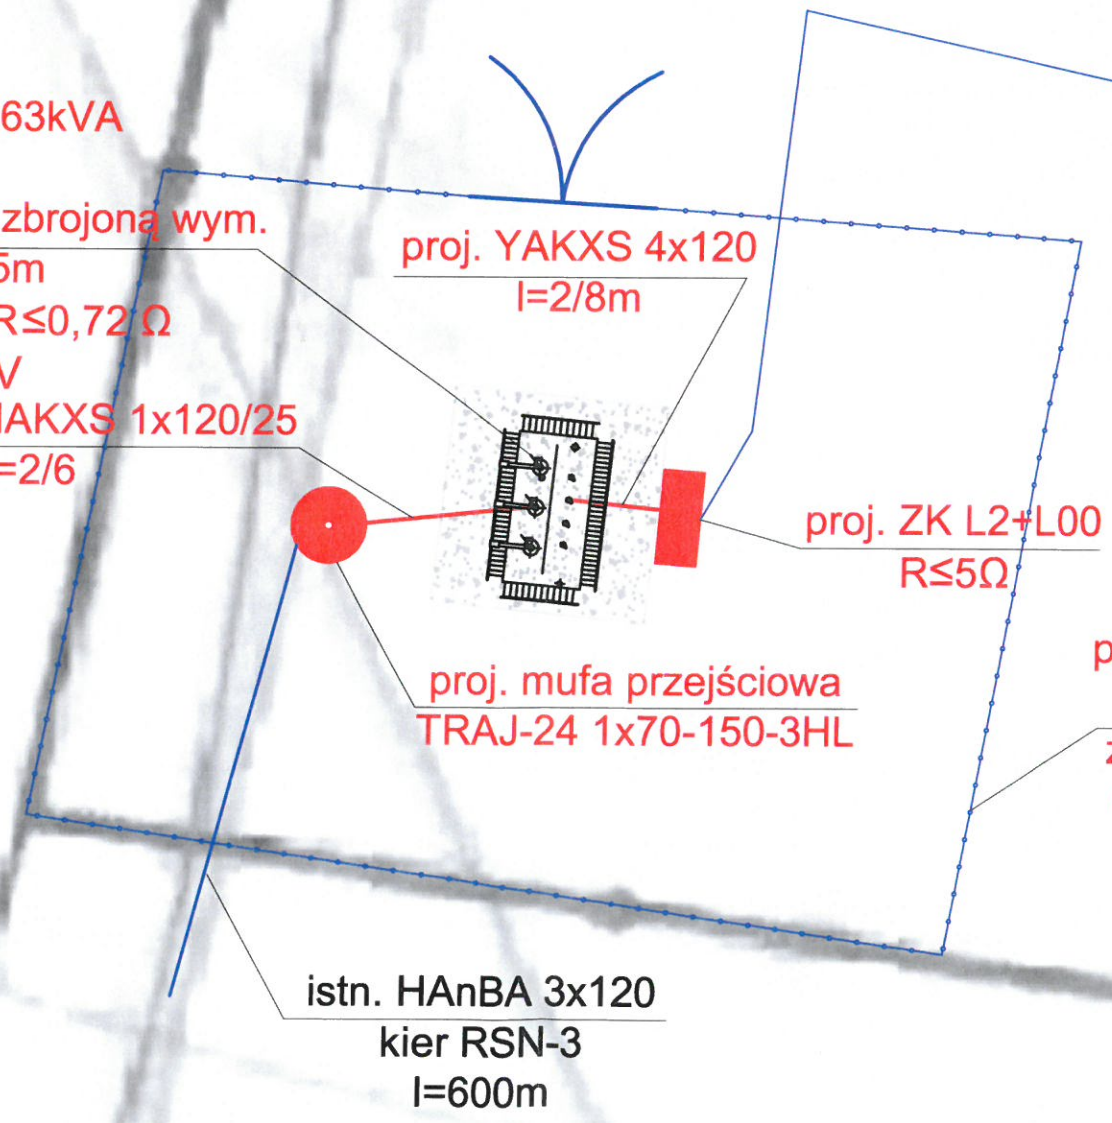 63kVA
zbrojoną wym.
5m
R≤0,72 Ω
V
HAKXS 1x120/25
=2/6
proj. YAKXS 4x120
l=2/8m
proj. ZK L2+L00
R≤5Ω
proj. mufa przejściowa
TRAJ-24 1x70-150-3HL
p
z
istn. HAnBA 3x120
kier RSN-3
l=600m